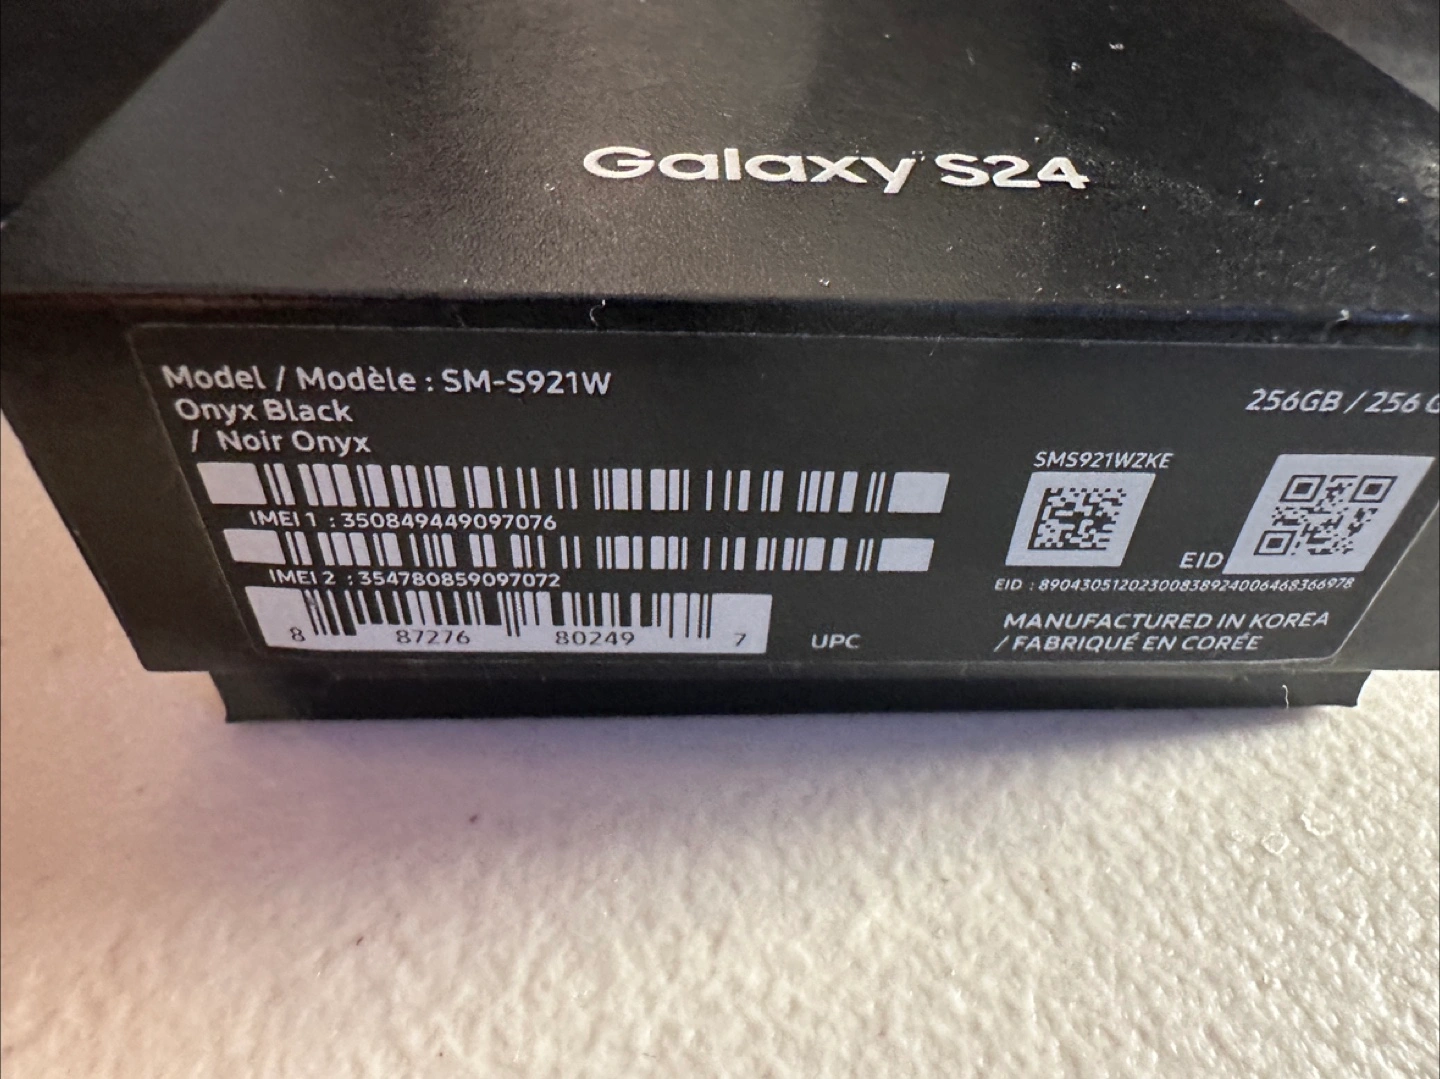 Galaxy S24
Model / Modèle : SM-S921W
Onyx Black
/ Noir Onyx
256GB / 256 G
IMEI 1 : 350849449097076
IMEI 2 : 354780859097072
8 87276 80249 7
UPC
SMS921WZKE
EID
EID : 89043051202300838924006468366978
MANUFACTURED IN KOREA
/ FABRIQUÉ EN CORÉE